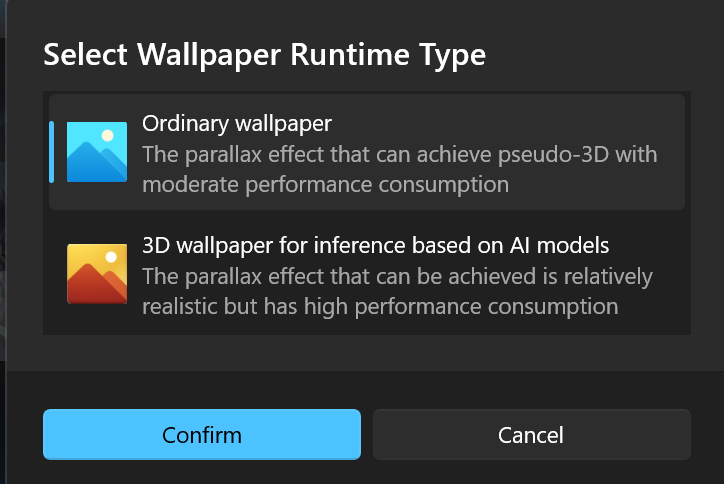 Select Wallpaper Runtime Type
Ordinary wallpaper
The parallax effect that can achieve pseudo-3D with
moderate performance consumption
3D wallpaper for inference based on AI models
The parallax effect that can be achieved is relatively
realistic but has high performance consumption
Confirm
Cancel